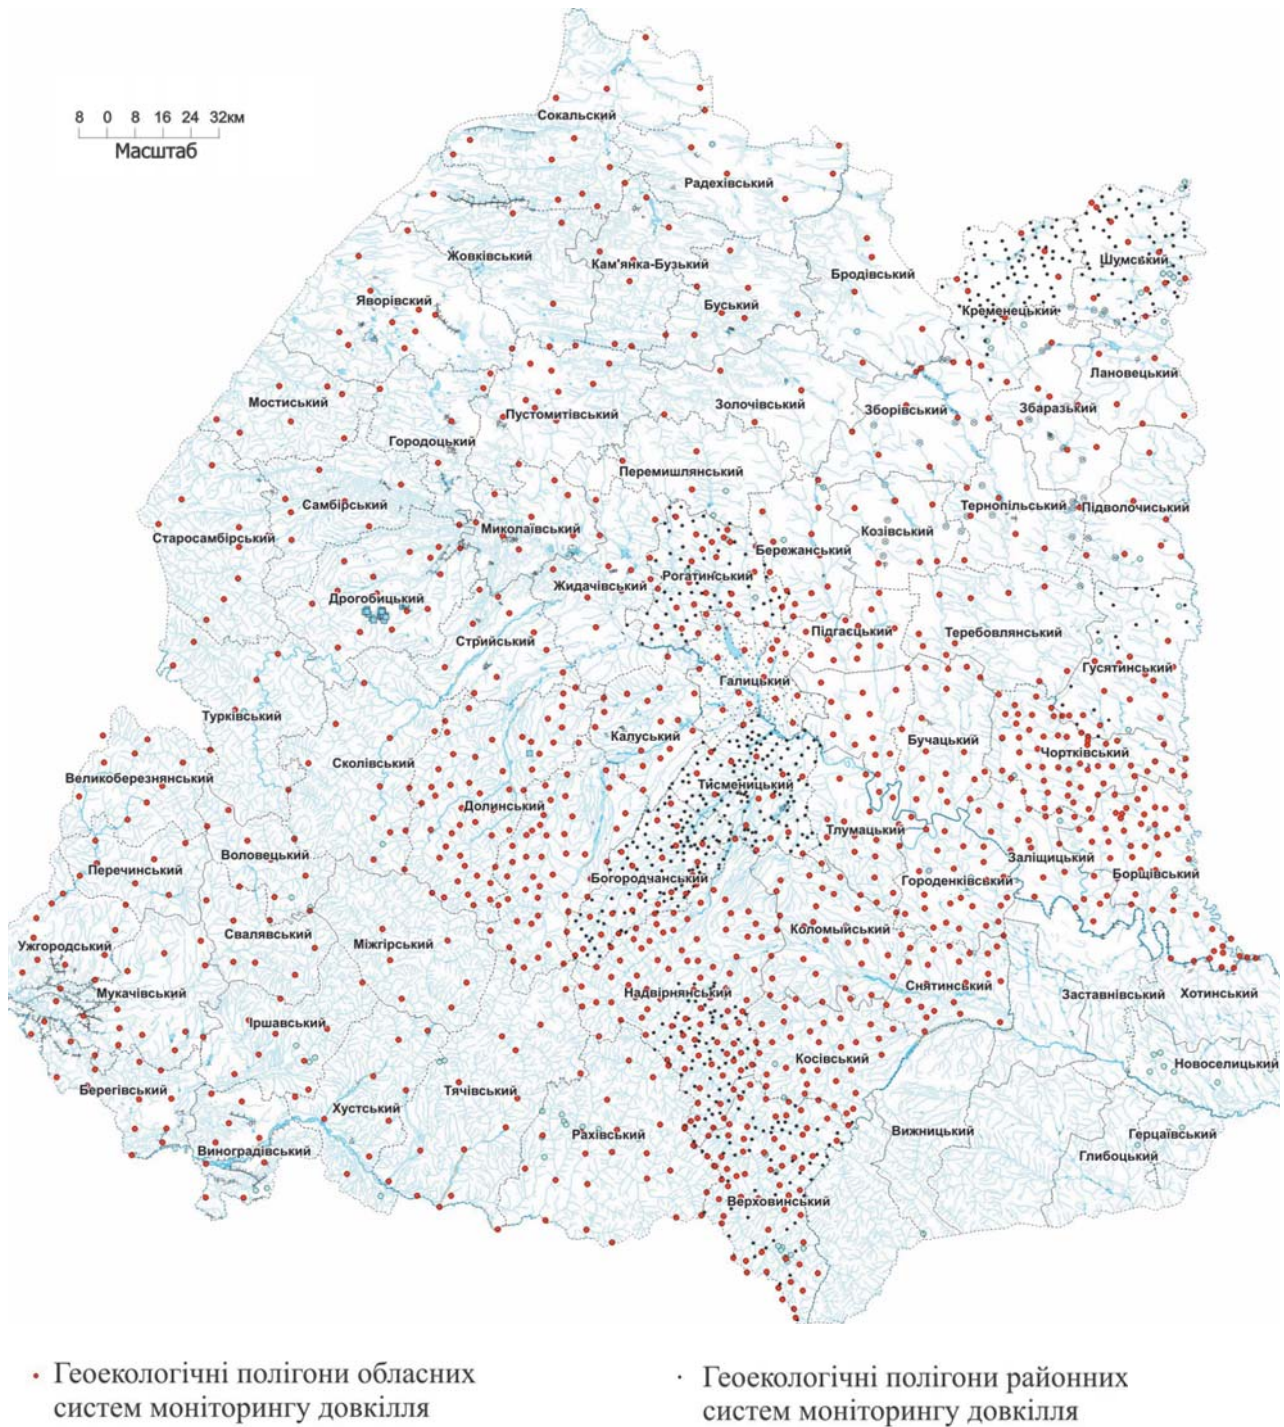 8 0 8 16 24 32км
Масштаб
Сокальский
Радехівський
Жовківський
Кам'янка-Бузький
Бродівський
Шумський
Яворівский
Буський
Кременецький
Лановецький
Мостиський
Пустомитівський
Золочівський
Зборівський
Збаразький
Городоцький
Перемишлянський
Самбірський
Тернопільський
Підволочиський
Старосамбірський
Миколаївський
Козівський
Бережанський
Рогатинський
Жидачівський
Дрогобицький
Стрийський
Підгаєцький
Теребовлянський
Гусятинський
Галицький
Турківський
Калуський
Бучацький
Чортківський
Великоберезнянський
Сколівський
Тисменицький
Долинський
Тлумацький
Воловецький
Заліщицький
Перечинський
Богородчанський
Городенківський
Борщівський
Свалявський
Міжгірський
Коломыйський
Ужгородський
Мукачівський
Надвірнянський
Снятинський
Заставнівський
Хотинський
Іршавський
Косівський
Новоселицький
Берегівський
Тячівський
Хустський
Рахівський
Вижницький
Герцаївський
Виноградівський
Глибоцький
Верховинський
Геоекологічні полігони обласних
систем моніторингу довкілля
Геоекологічні полігони районних
систем моніторингу довкілля